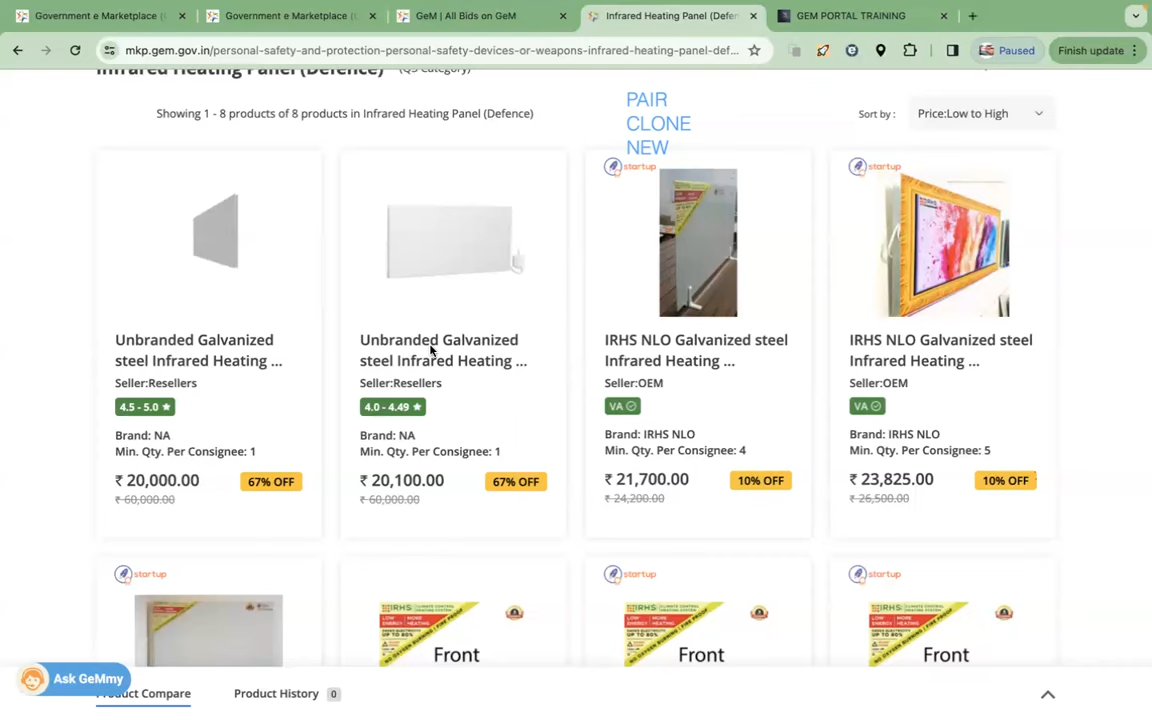 Government e Marketplace (
Government e Marketplace (
GeM | All Bids on GeM
Infrared Heating Panel (Defen
GEM PORTAL TRAINING
mkp.gem.gov.in/personal-safety-and-protection-personal-safety-devices-or-weapons-infrared-heating-panel-def...
Paused
Finish update
Infrared Heating Panel (Defence)
Showing 1 - 8 products of 8 products in Infrared Heating Panel (Defence)
PAIR
CLONE
NEW
Sort by :
Price:Low to High
Unbranded Galvanized
steel Infrared Heating ...
Seller:Resellers
4.5 - 5.0
Brand: NA
Min. Qty. Per Consignee: 1
₹ 20,000.00
67% OFF
₹ 60,000.00
Unbranded Galvanized
steel Infrared Heating ...
Seller:Resellers
4.0 - 4.49
Brand: NA
Min. Qty. Per Consignee: 1
₹ 20,100.00
67% OFF
₹ 60,000.00
startup
IRHS NLO Galvanized steel
Infrared Heating ...
Seller:OEM
VA
Brand: IRHS NLO
Min. Qty. Per Consignee: 4
₹ 21,700.00
10% OFF
₹ 24,200.00
startup
IRHS NLO Galvanized steel
Infrared Heating ...
Seller:OEM
VA
Brand: IRHS NLO
Min. Qty. Per Consignee: 5
₹ 23,825.00
10% OFF
₹ 26,500.00
startup
IRHS
Front
startup
IRHS
Front
startup
IRHS
Front
Ask GeMmy
Product Compare
Product History 0